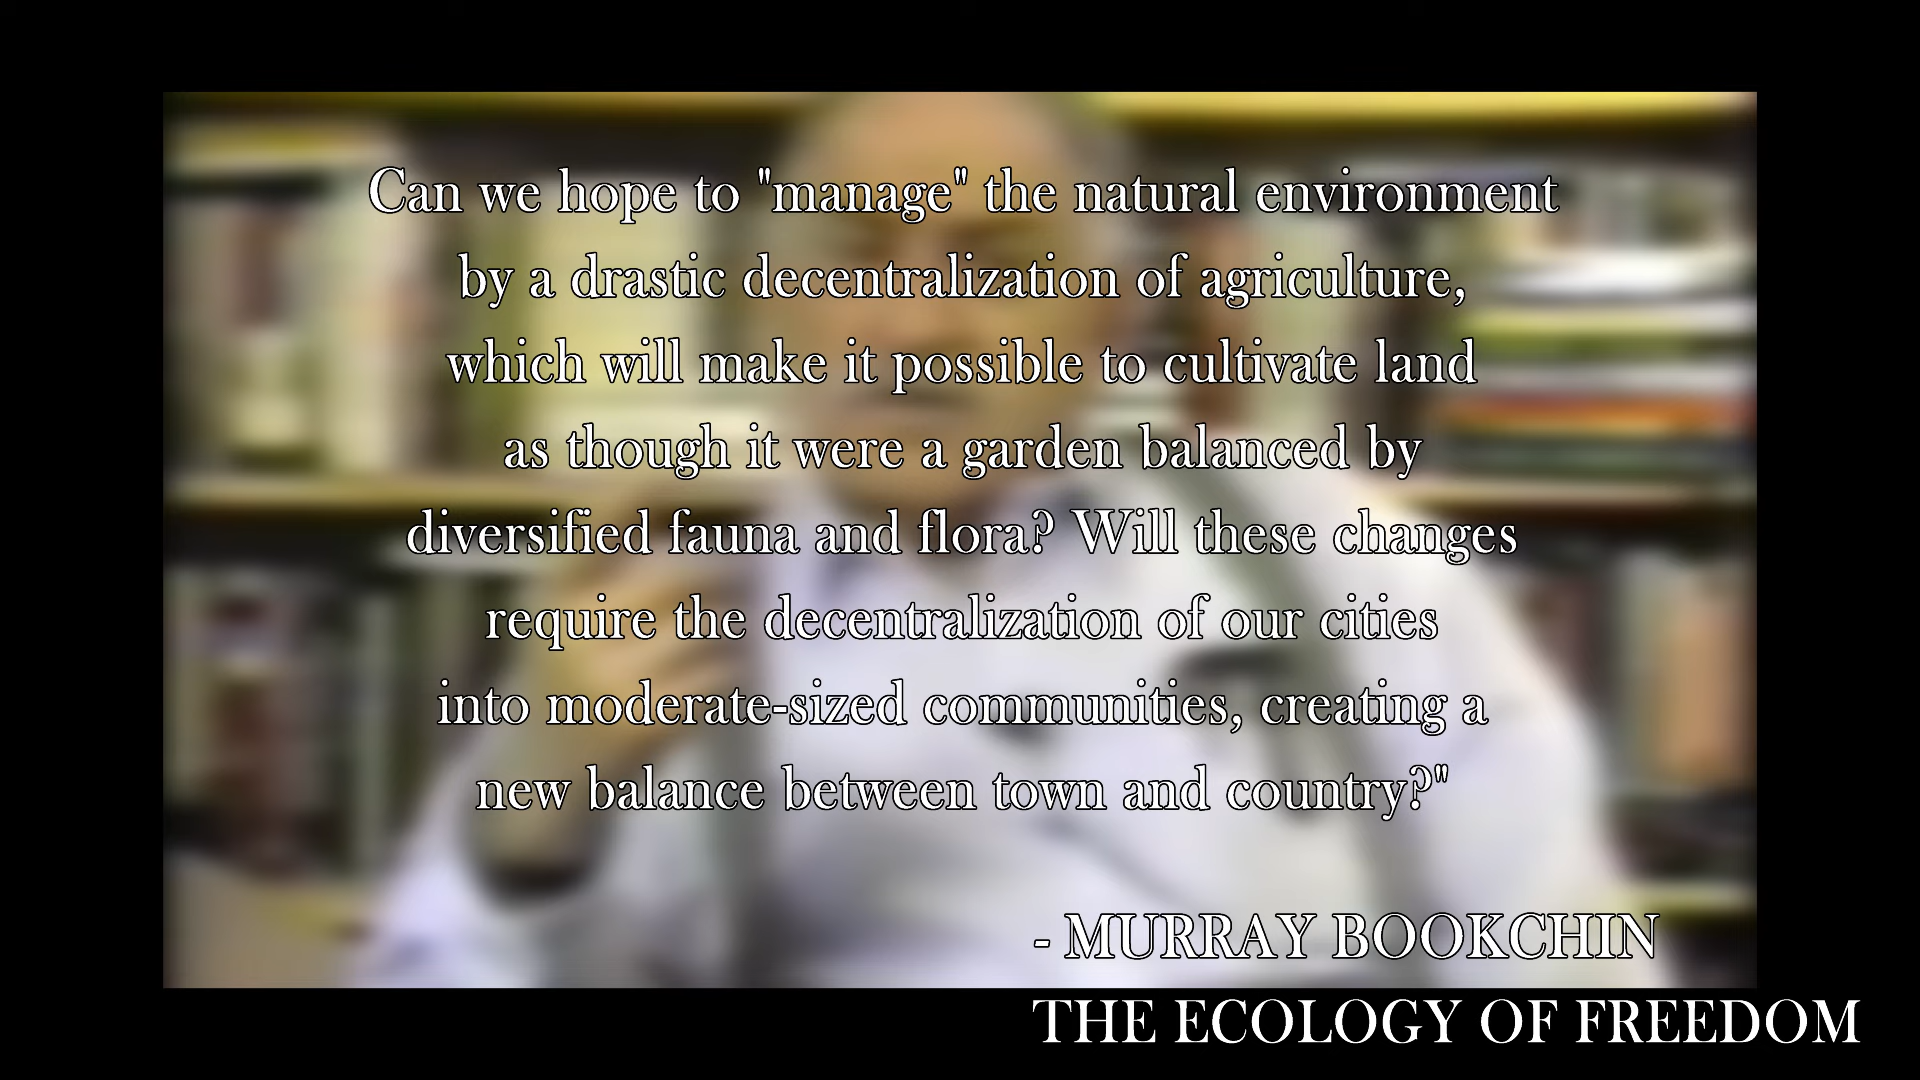 Can we hope to "manage" the natural environment
by a drastic decentralization of agriculture,
which will make it possible to cultivate land
as though it were a garden balanced by
diversified fauna and flora? Will these changes
require the decentralization of our cities
into moderate-sized communities, creating a
new balance between town and country?"
- MURRAY BOOKCHIN
THE ECOLOGY OF FREEDOM